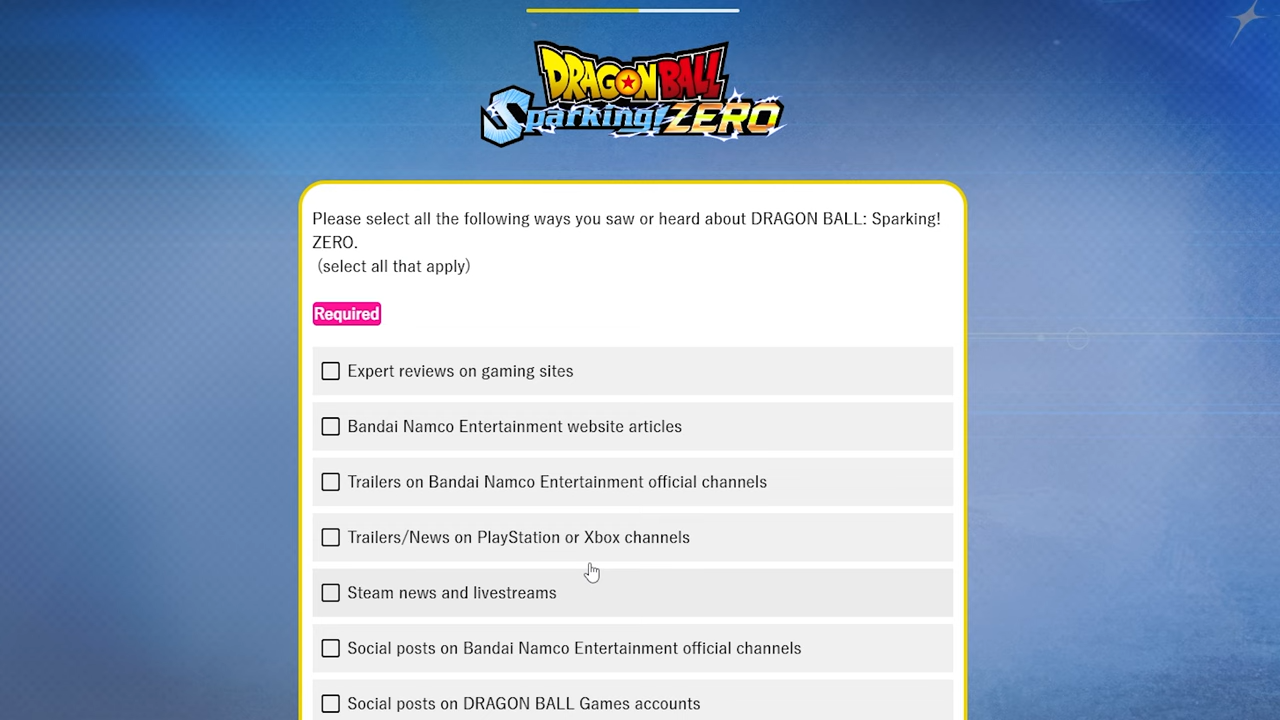 DRAGON BALL
Sparking! ZERO
Please select all the following ways you saw or heard about DRAGON BALL: Sparking!
ZERO.
（select all that apply）
Required
Expert reviews on gaming sites
Bandai Namco Entertainment website articles
Trailers on Bandai Namco Entertainment official channels
Trailers/News on PlayStation or Xbox channels
Steam news and livestreams
Social posts on Bandai Namco Entertainment official channels
Social posts on DRAGON BALL Games accounts